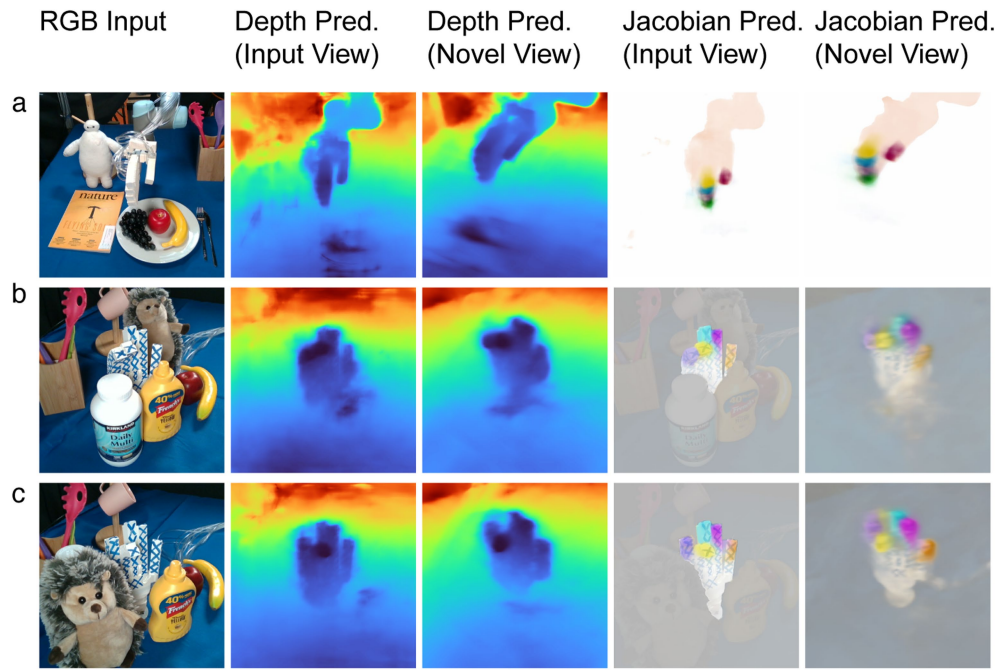 RGB Input
Depth Pred.
(Input View)
Depth Pred.
(Novel View)
Jacobian Pred.
(Input View)
Jacobian Pred.
(Novel View)
a
nature
b
40%
French's
KIRKLAND
Daily
Multi
c
40%
French's